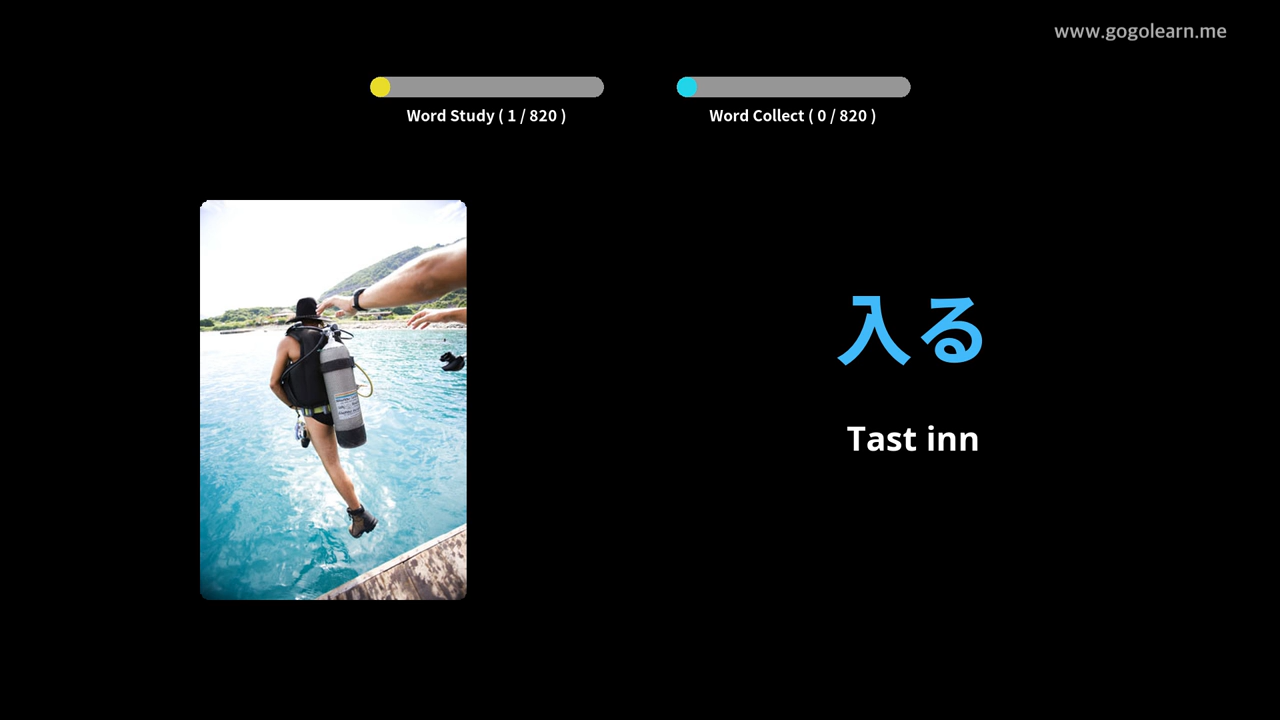 www.gogolearn.me
Word Study ( 1 / 820 )
Word Collect ( 0 / 820 )
入る
Tast inn